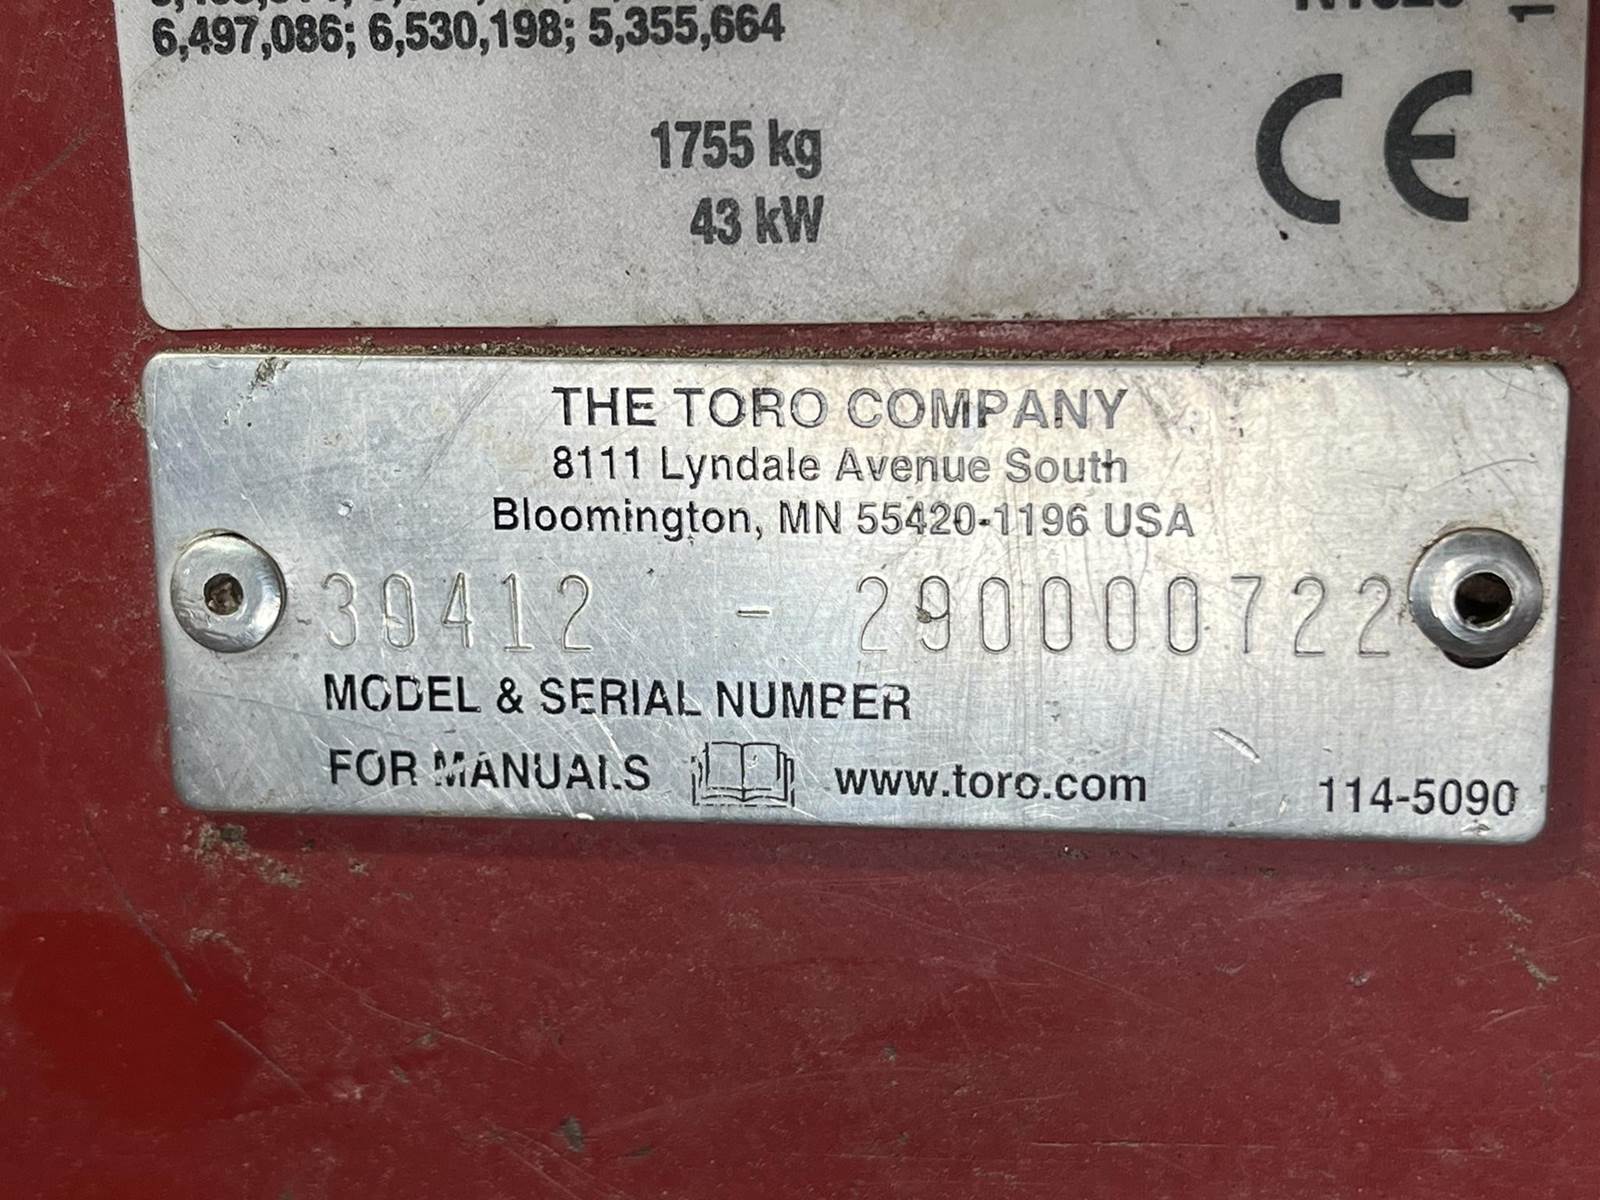 6,497,086; 6,530,198; 5,355,664
1755 kg
43 kW
CE
THE TORO COMPANY
8111 Lyndale Avenue South
Bloomington, MN 55420-1196 USA
30412 - 290000722
MODEL & SERIAL NUMBER
FOR MANUALS www.toro.com
114-5090